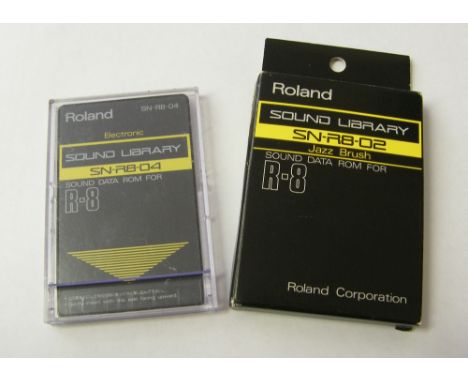 Roland
SN-R8-04
Electronic
SOUND LIBRARY
SN-R8-04
SOUND DATA ROM FOR
R-8
Roland
SOUND LIBRARY
SN-R8-02
Jazz Brush
SOUND DATA ROM FOR
R-8
Roland Corporation